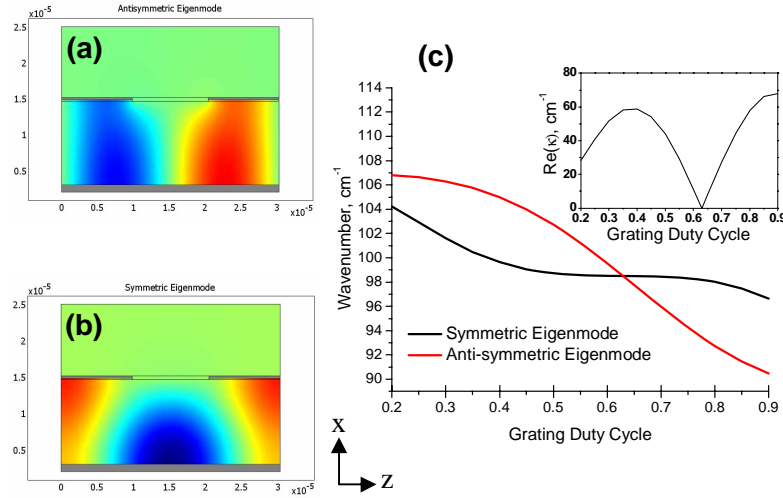 Antisymmetric Eigenmode
x 10^-5
2.5
2
1.5
1
0.5
(a)
0 0.5 1 1.5 2 2.5 3
x 10^-5
Symmetric Eigenmode
x 10^-5
2.5
2
1.5
1
0.5
(b)
0 0.5 1 1.5 2 2.5 3
x 10^-5
X
Z
(c)
Wavenumber, cm^-1
114
112
110
108
106
104
102
100
98
96
94
92
90
0.2 0.3 0.4 0.5 0.6 0.7 0.8 0.9
Grating Duty Cycle
Symmetric Eigenmode
Anti-symmetric Eigenmode
Re(κ), cm^-1
80
60
40
20
0
0.2 0.3 0.4 0.5 0.6 0.7 0.8 0.9
Grating Duty Cycle